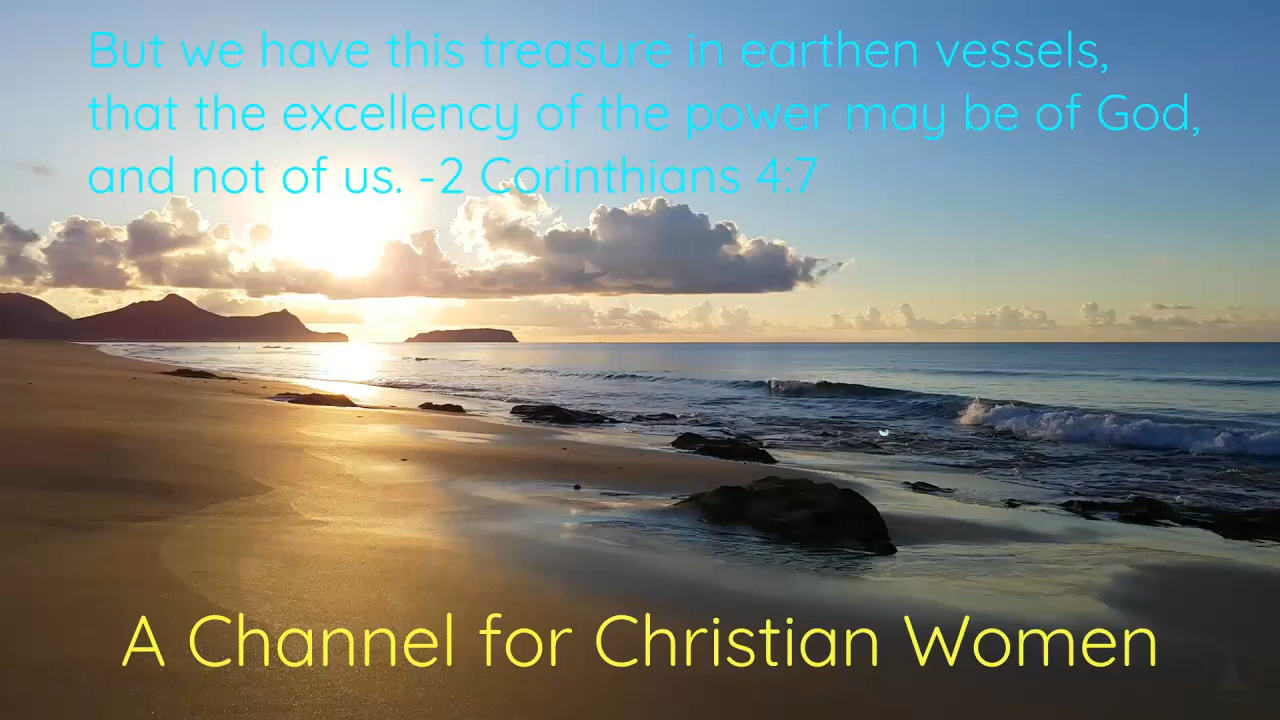 But we have this treasure in earthen vessels,
that the excellency of the power may be of God,
and not of us. -2 Corinthians 4:7
A Channel for Christian Women